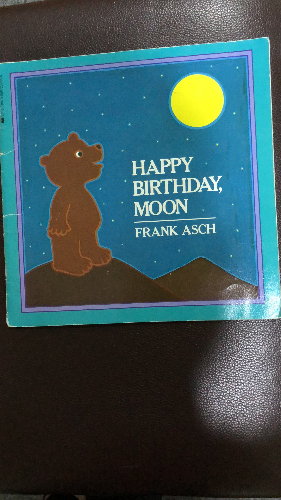 HAPPY
BIRTHDAY,
MOON
FRANK ASCH